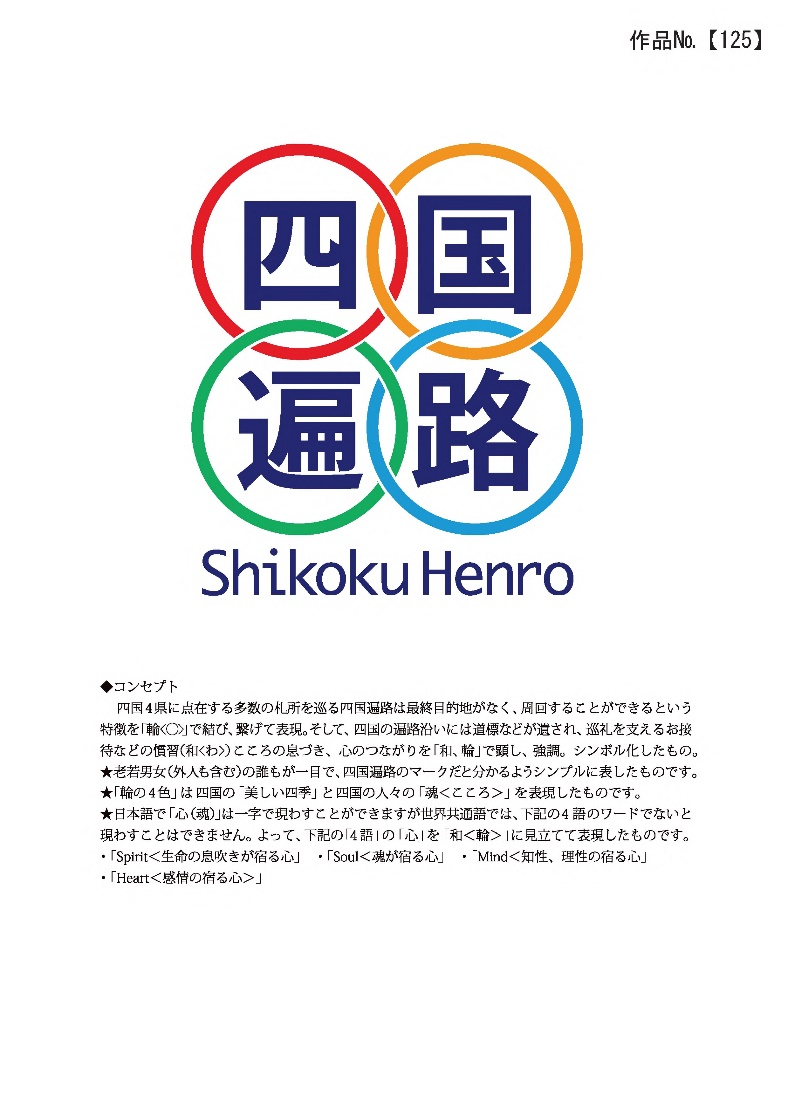 作品No.【125】
四国
遍路
Shikoku Henro
◆コンセプト
四国4県に点在する多数の札所を巡る四国遍路は最終目的地がなく、周回することができるという
特徴を「輪<〇>」で結び、繋げて表現。そして、四国の遍路沿いには道標などが遺され、巡礼を支えるお接
待などの慣習(和<わ>)こころの息づき、心のつながりを「和、輪」で顕し、強調。シンボル化したもの。
★老若男女(外人も含む)の誰もが一目で、四国遍路のマークだと分かるようシンプルに表したものです。
★「輪の4色」は四国の「美しい四季」と四国の人々の「魂<こころ>」を表現したものです。
★日本語で「心(魂)」は一字で現わすことができますが世界共通語では、下記の4語のワードでないと
現わすことはできません。よって、下記の「4語」の「心」を「和<輪>」に見立てて表現したものです。
・「Spirit<生命の息吹きが宿る心」 ・「Soul<魂が宿る心」 ・「Mind<知性、理性の宿る心」
・「Heart<感情の宿る心>」